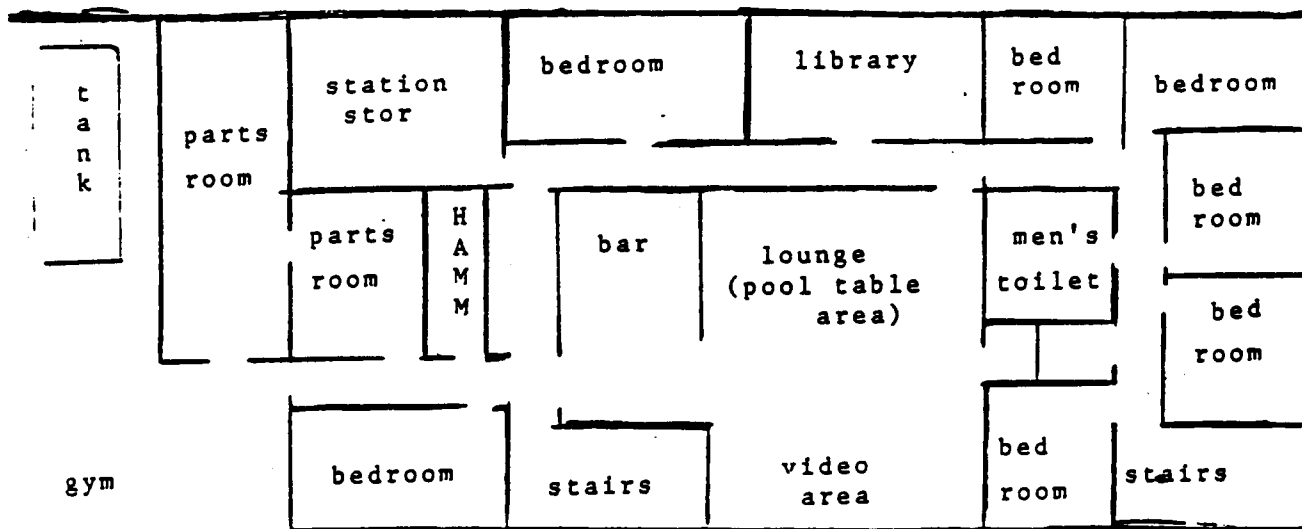 tank
parts
room
station
stor
bedroom
library
bed
room
bedroom
parts
room
HAMM
bar
lounge
(pool table
area)
men's
toilet
bed
room
bed
room
gym
bedroom
stairs
video
area
bed
room
stairs